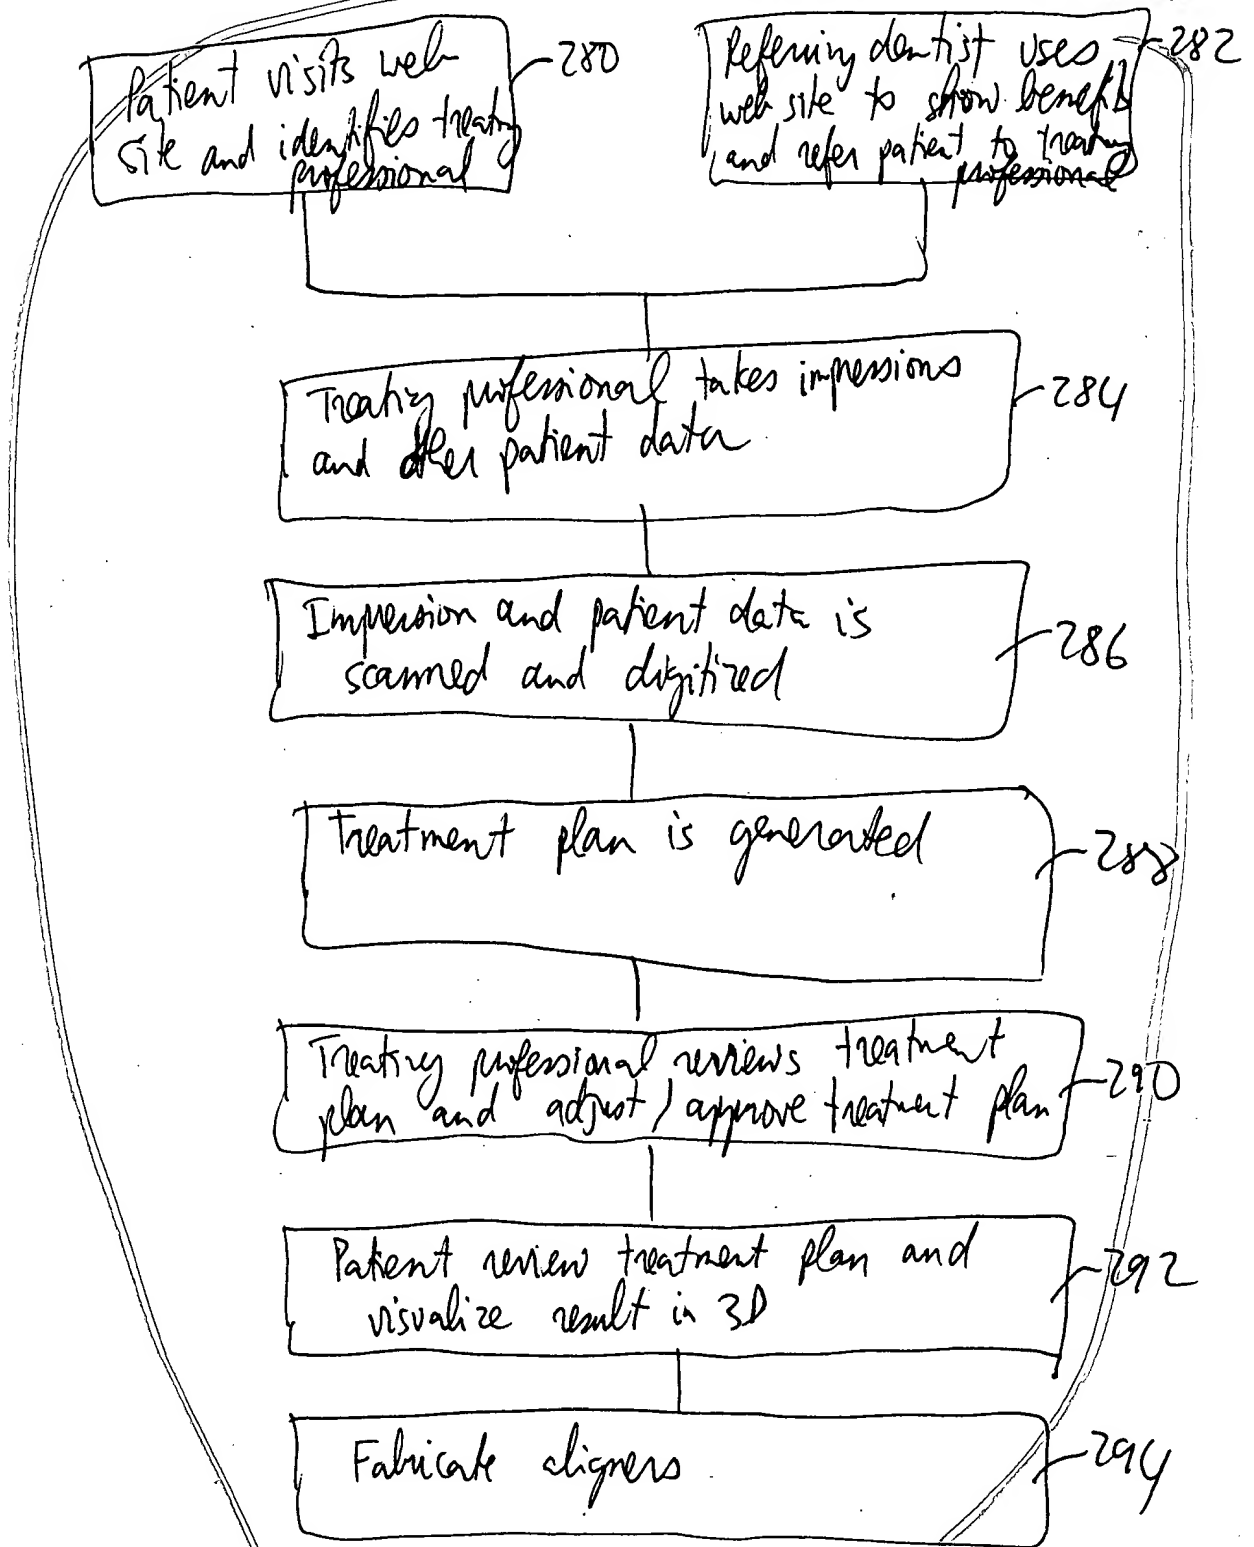 Patient visits web
site and identifies treating
professional
280
Referring dentist uses
web site to show benefits
and refer patient to treating
professional
282
Treating professional takes impressions
and other patient data
284
Impression and patient data is
scanned and digitized
286
Treatment plan is generated
288
Treating professional reviews treatment
plan and adjust / approve treatment plan
290
Patient review treatment plan and
visualize result in 3D
292
Fabricate aligners
294